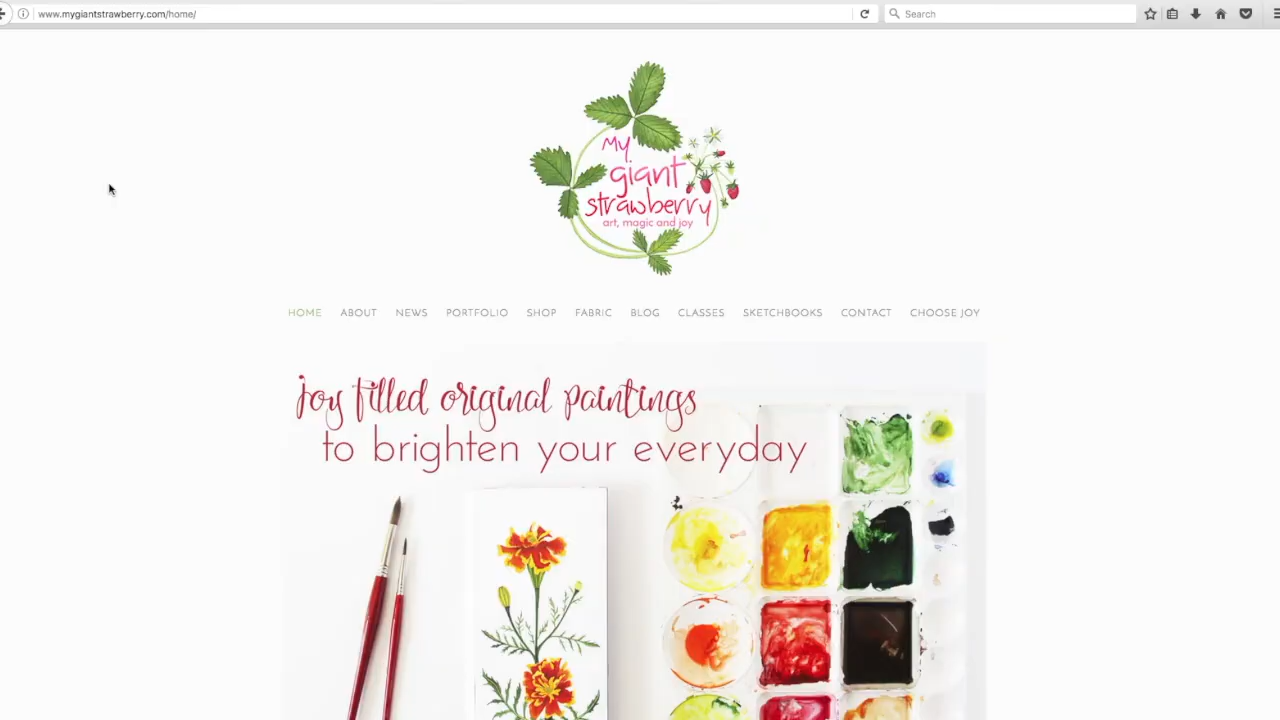 www.mygiantstrawberry.com/home/
Search
My
giant
strawberry
art, magic and joy
HOME ABOUT NEWS PORTFOLIO SHOP FABRIC BLOG CLASSES SKETCHBOOKS CONTACT CHOOSE JOY
joy filled original paintings
to brighten your everyday